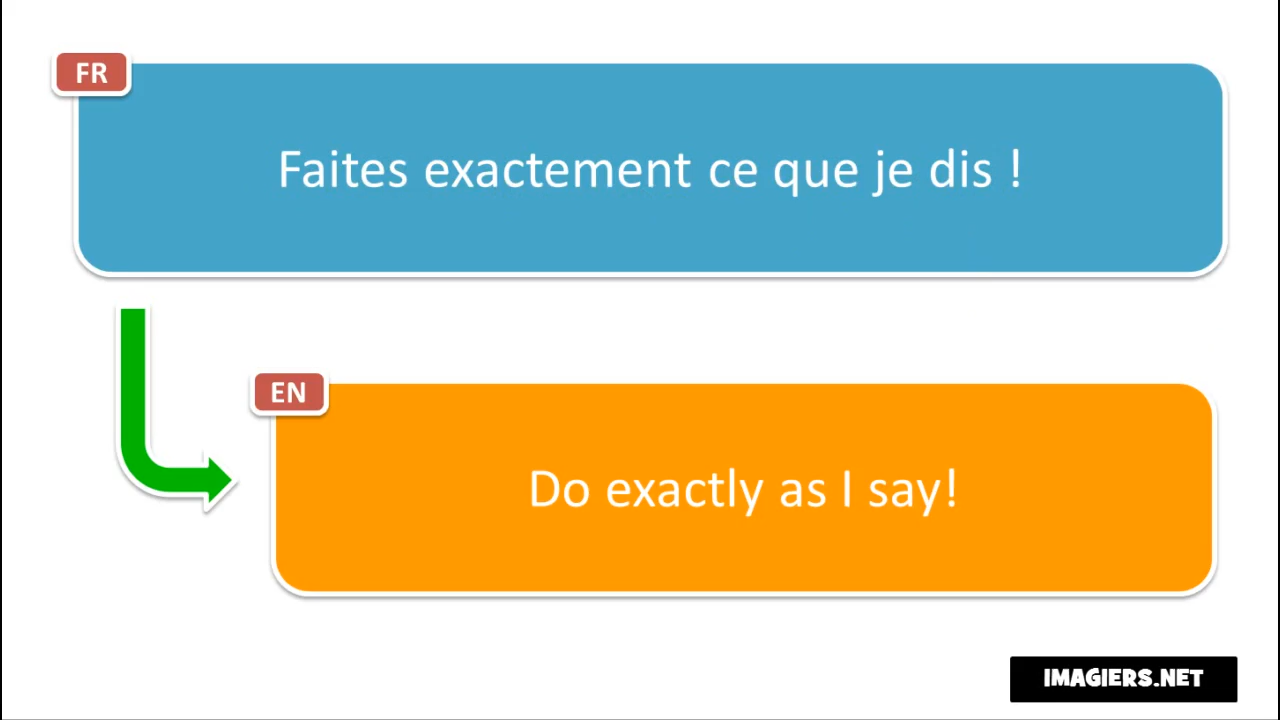 FR
Faites exactement ce que je dis !
EN
Do exactly as I say!
IMAGIERS.NET